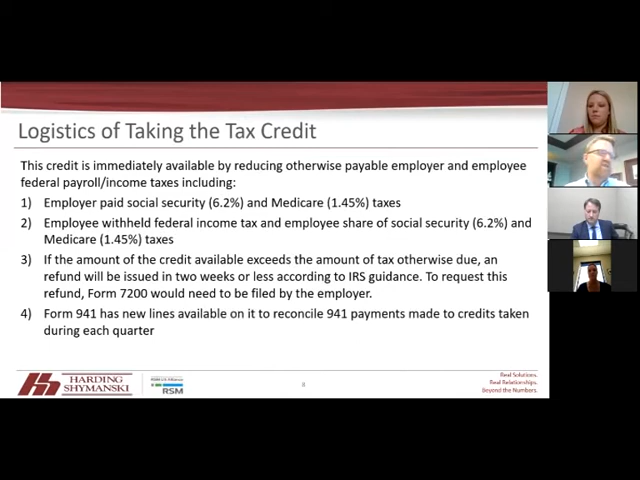 Logistics of Taking the Tax Credit
This credit is immediately available by reducing otherwise payable employer and employee
federal payroll/income taxes including:
1) Employer paid social security (6.2%) and Medicare (1.45%) taxes
2) Employee withheld federal income tax and employee share of social security (6.2%) and
Medicare (1.45%) taxes
3) If the amount of the credit available exceeds the amount of tax otherwise due, an
refund will be issued in two weeks or less according to IRS guidance. To request this
refund, Form 7200 would need to be filed by the employer.
4) Form 941 has new lines available on it to reconcile 941 payments made to credits taken
during each quarter
HARDING
SHYMANSKI
RSM US Alliance
RSM
8
Real Solutions.
Real Relationships.
Beyond the Numbers.